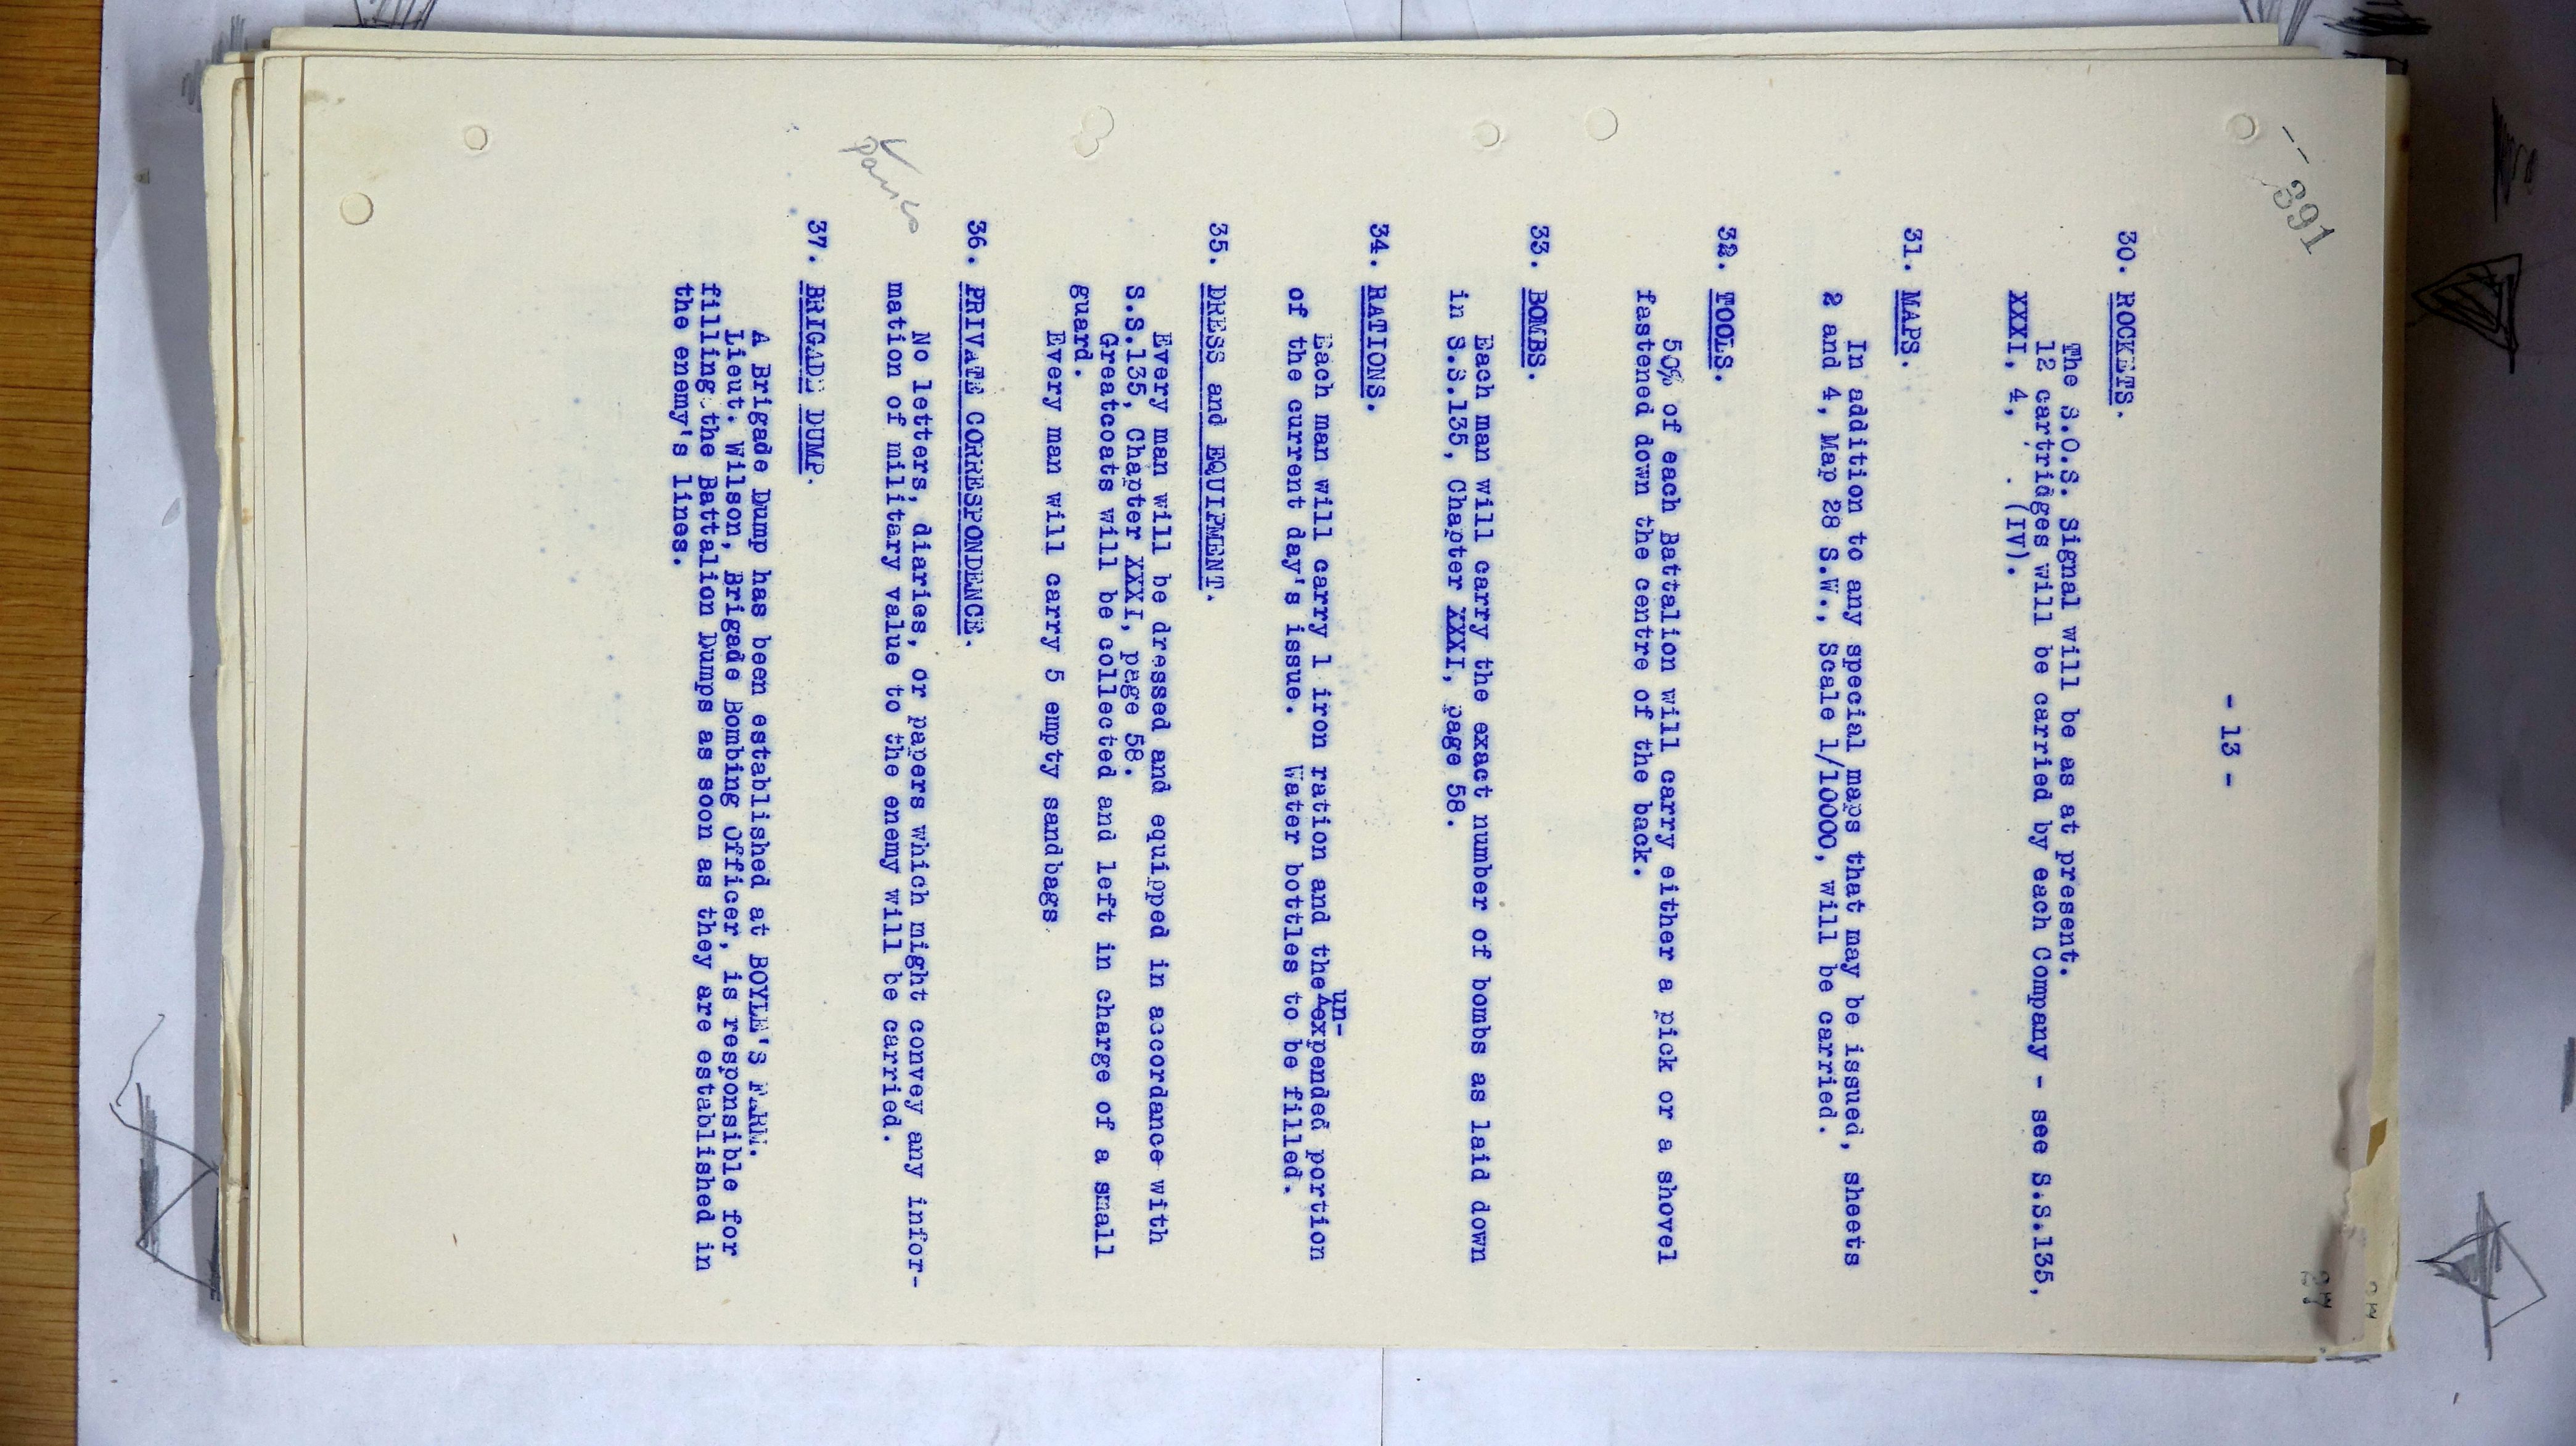 391
- 13 -
30. ROCKETS.
The S.O.S. Signal will be as at present.
12 cartridges will be carried by each Company - see S.S.135,
XXXI, 4, . (IV).
31. MAPS.
In addition to any special maps that may be issued, sheets
2 and 4, Map 28 S.W., Scale 1/10000, will be carried.
32. TOOLS.
50% of each Battalion will carry either a pick or a shovel
fastened down the centre of the back.
33. BOMBS.
Each man will carry the exact number of bombs as laid down
in S.S.135, Chapter XXXI, page 58.
34. RATIONS.
un-
Each man will carry 1 iron ration and the expended portion
of the current day's issue. Water bottles to be filled.
35. DRESS and EQUIPMENT.
Every man will be dressed and equipped in accordance with
S.S.135, Chapter XXXI, page 58.
Greatcoats will be collected and left in charge of a small
guard.
Every man will carry 5 empty sandbags.
36. PRIVATE CORRESPONDENCE.
No letters, diaries, or papers which might convey any infor-
mation of military value to the enemy will be carried.
37. BRIGADE DUMP.
A Brigade Dump has been established at BOYLE'S FARM.
Lieut. Wilson, Brigade Bombing Officer, is responsible for
filling the Battalion Dumps as soon as they are established in
the enemy's lines.